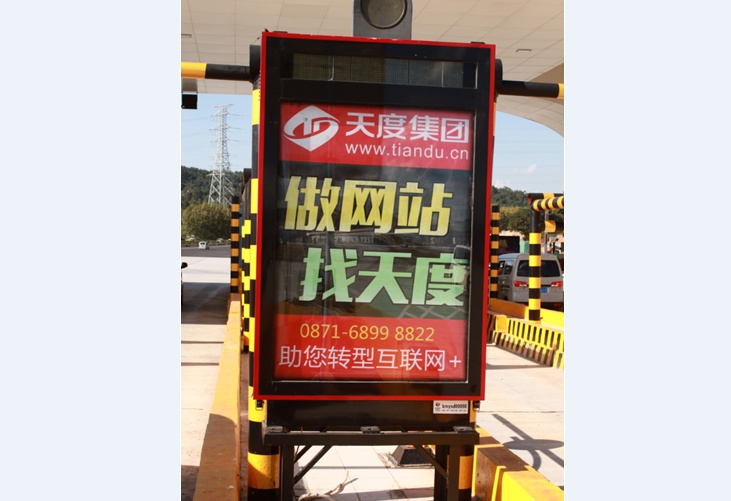 天度集团
www.tiandu.cn
做网站
找天度
0871-6899 8822
助您转型互联网+